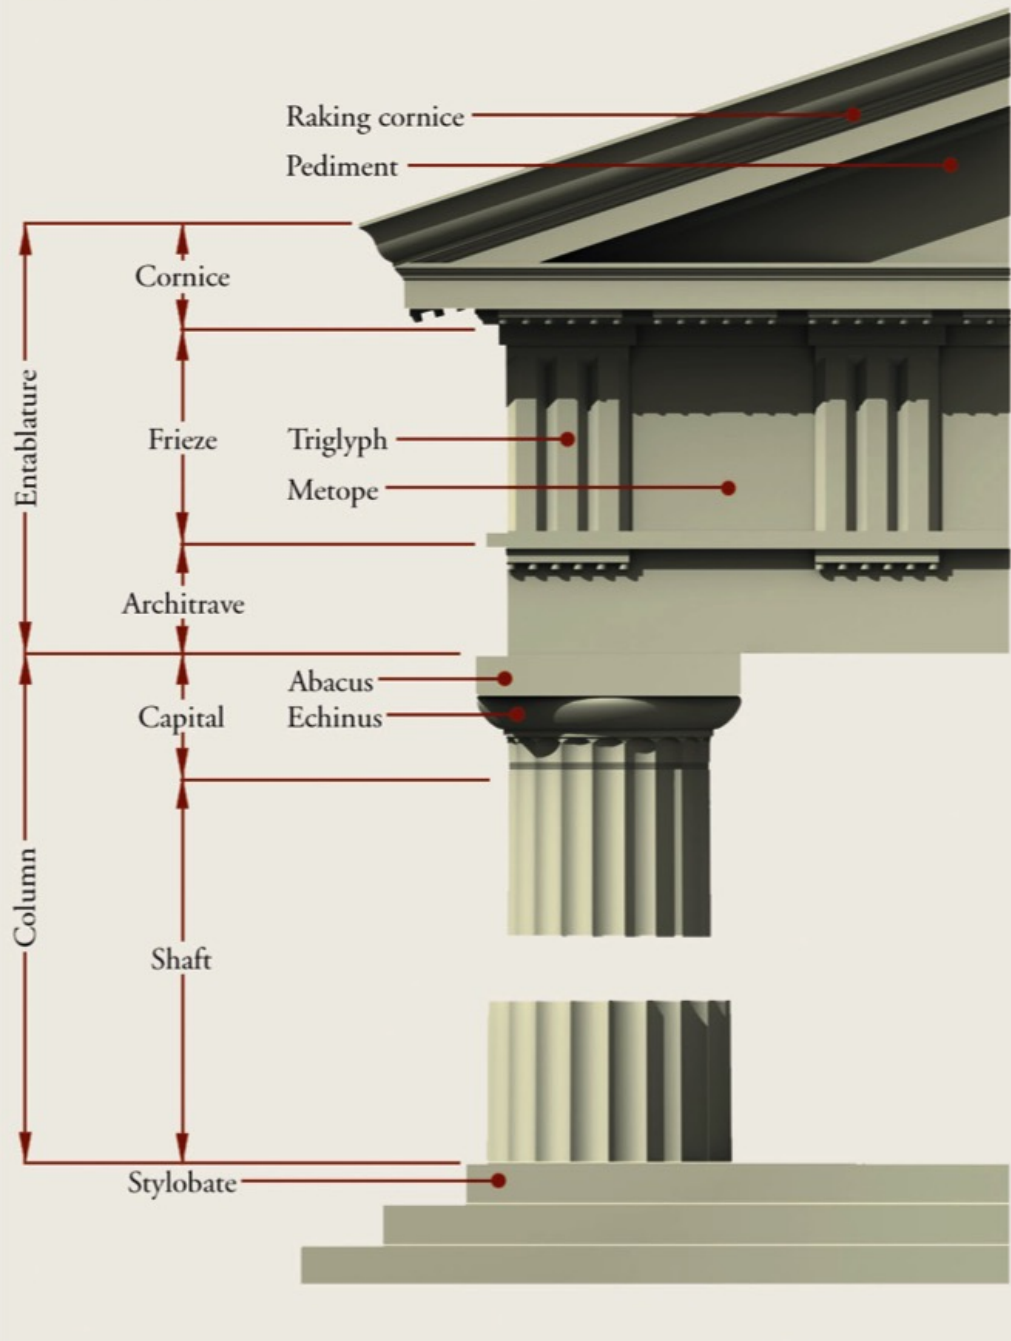 Raking cornice
Pediment
Cornice
Entablature
Frieze
Triglyph
Metope
Architrave
Abacus
Capital
Echinus
Column
Shaft
Stylobate